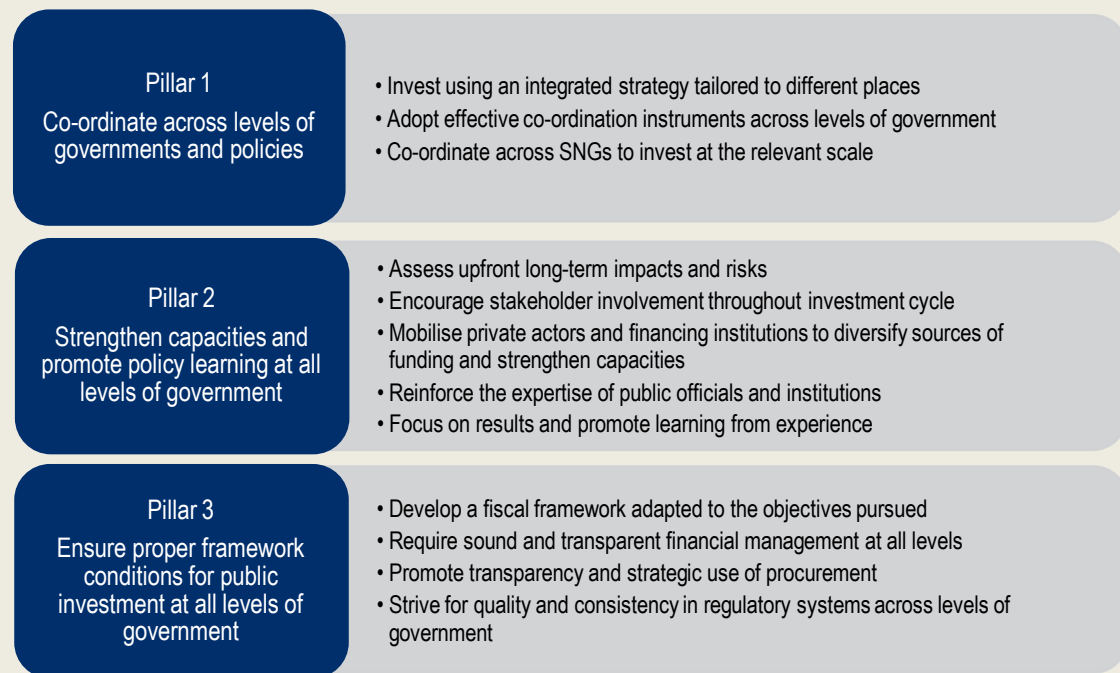 Pillar 1
Co-ordinate across levels of
governments and policies
• Invest using an integrated strategy tailored to different places
• Adopt effective co-ordination instruments across levels of government
• Co-ordinate across SNGs to invest at the relevant scale
Pillar 2
Strengthen capacities and
promote policy learning at all
levels of government
• Assess upfront long-term impacts and risks
• Encourage stakeholder involvement throughout investment cycle
• Mobilise private actors and financing institutions to diversify sources of
funding and strengthen capacities
• Reinforce the expertise of public officials and institutions
• Focus on results and promote learning from experience
Pillar 3
Ensure proper framework
conditions for public
investment at all levels of
government
• Develop a fiscal framework adapted to the objectives pursued
• Require sound and transparent financial management at all levels
• Promote transparency and strategic use of procurement
• Strive for quality and consistency in regulatory systems across levels of
government